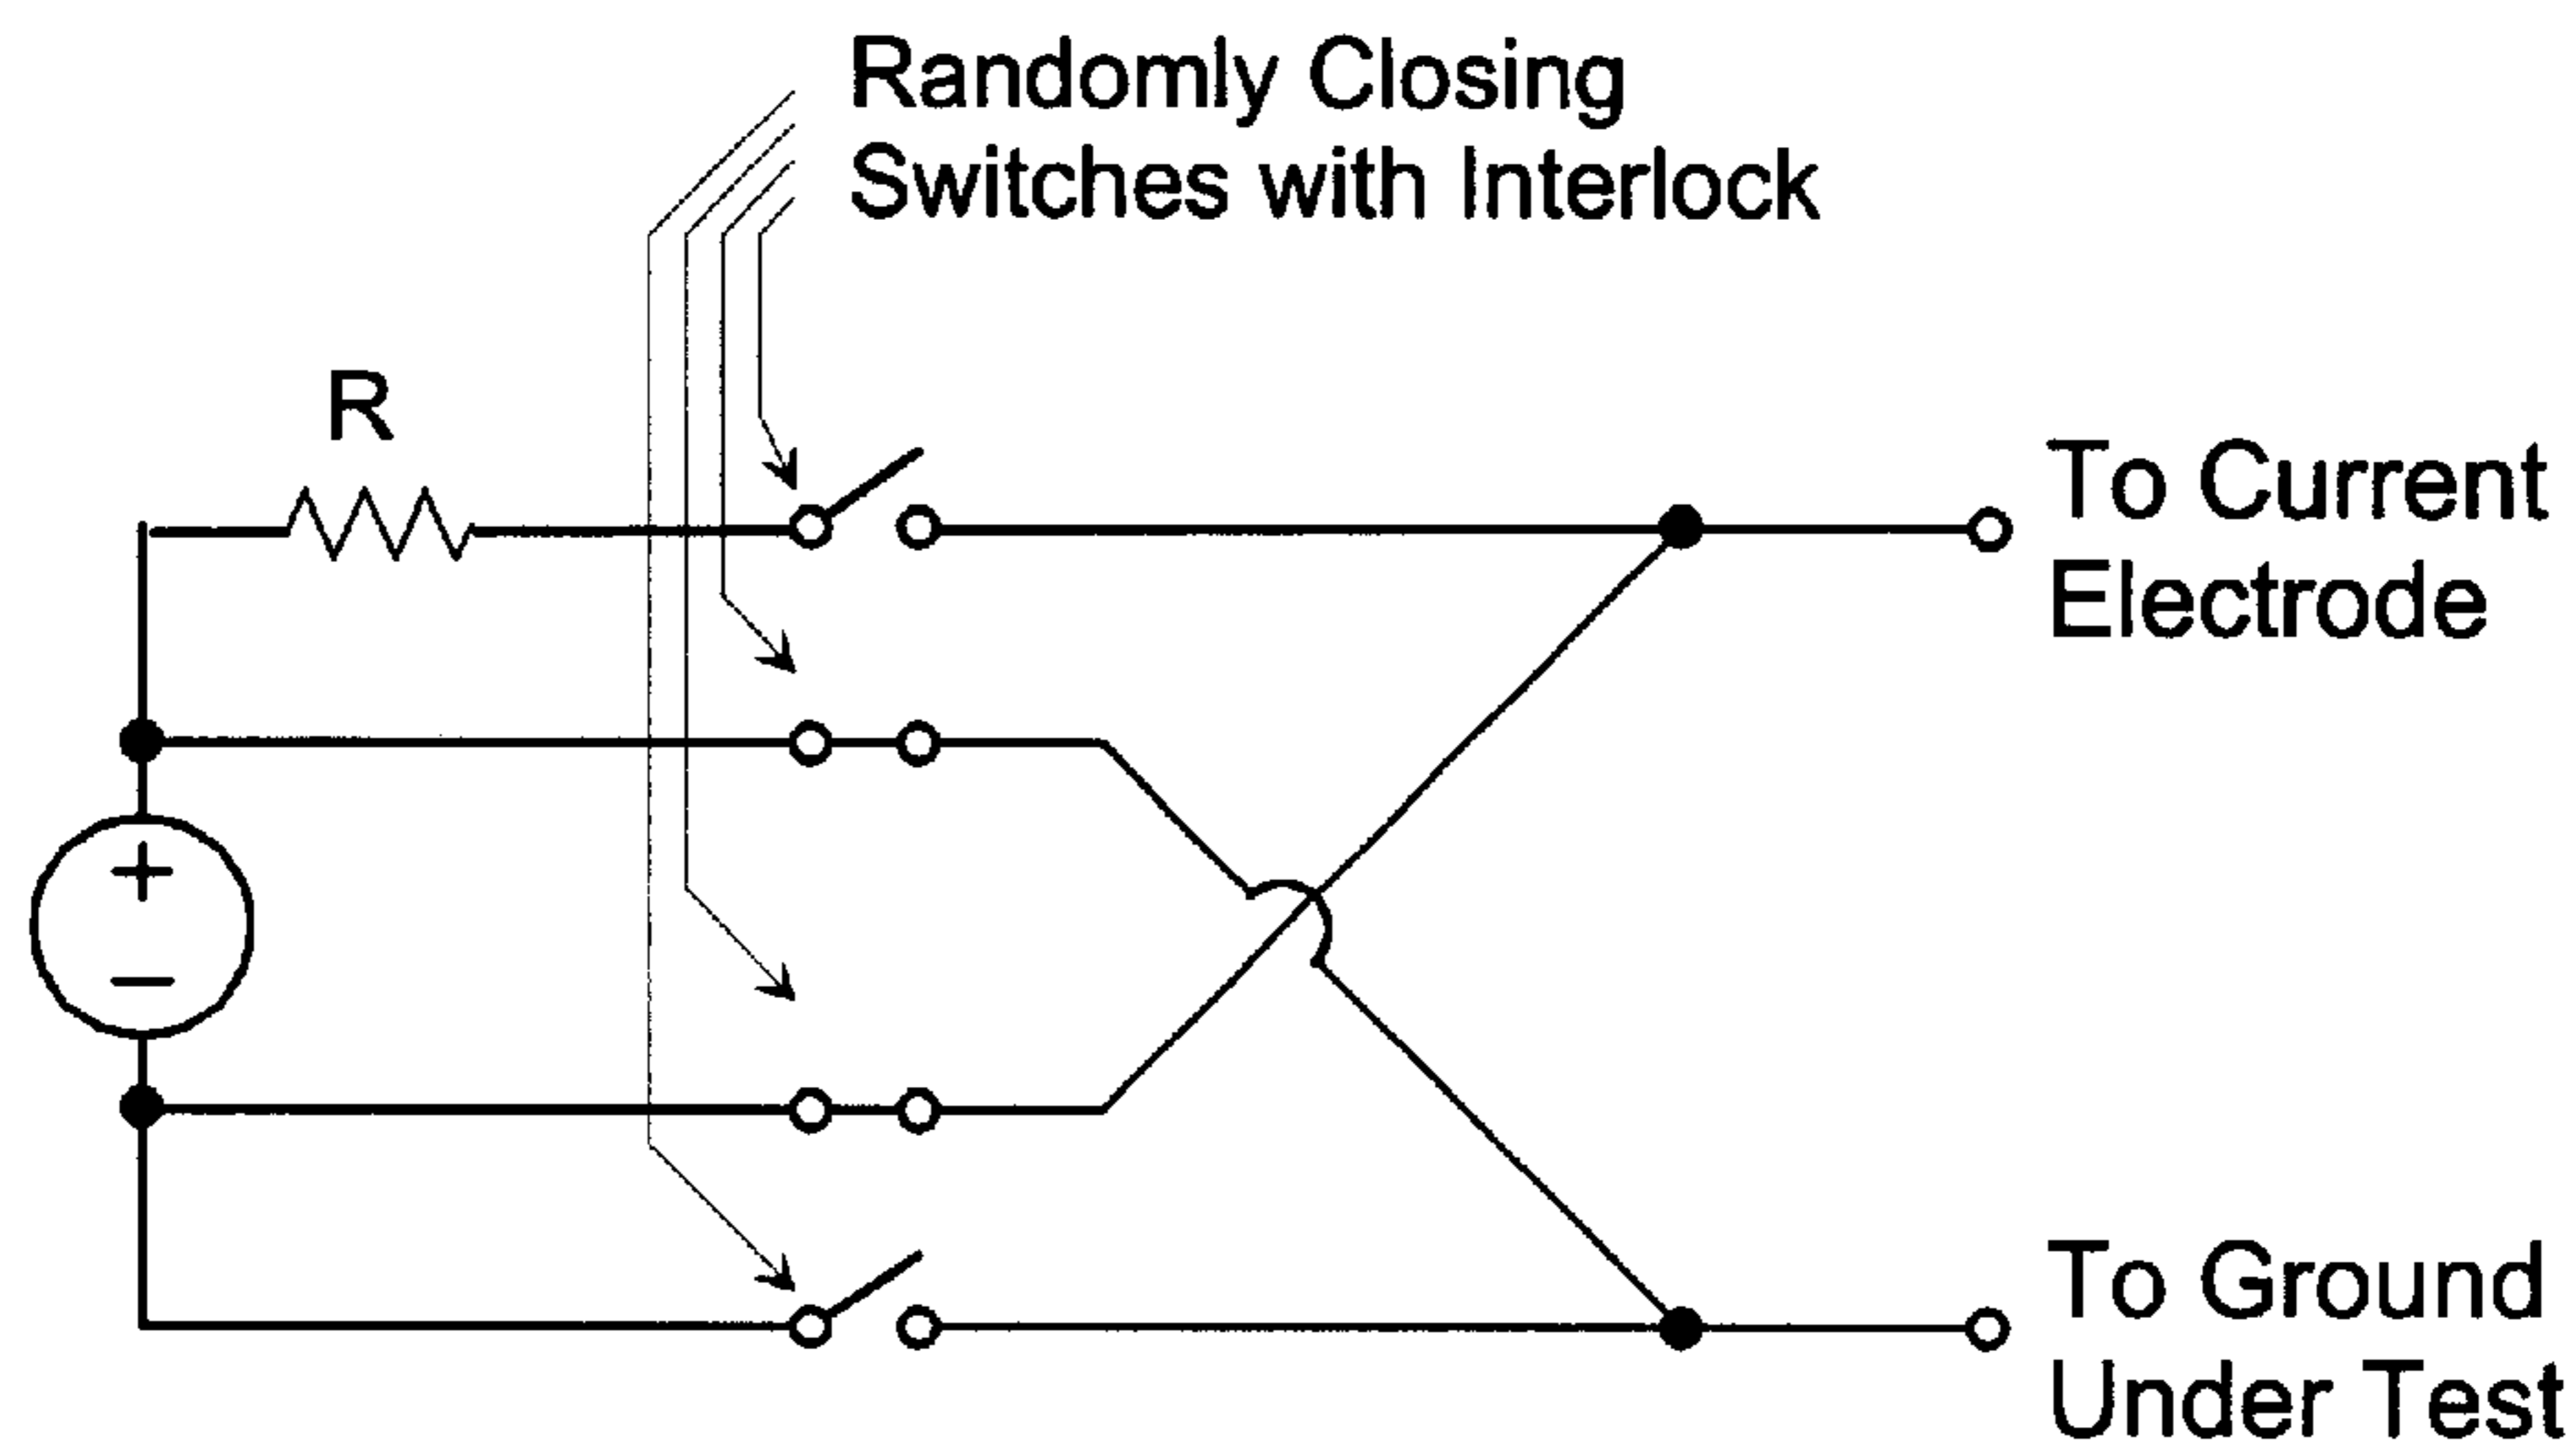 Randomly Closing
Switches with Interlock
R
To Current
Electrode
+
−
To Ground
Under Test